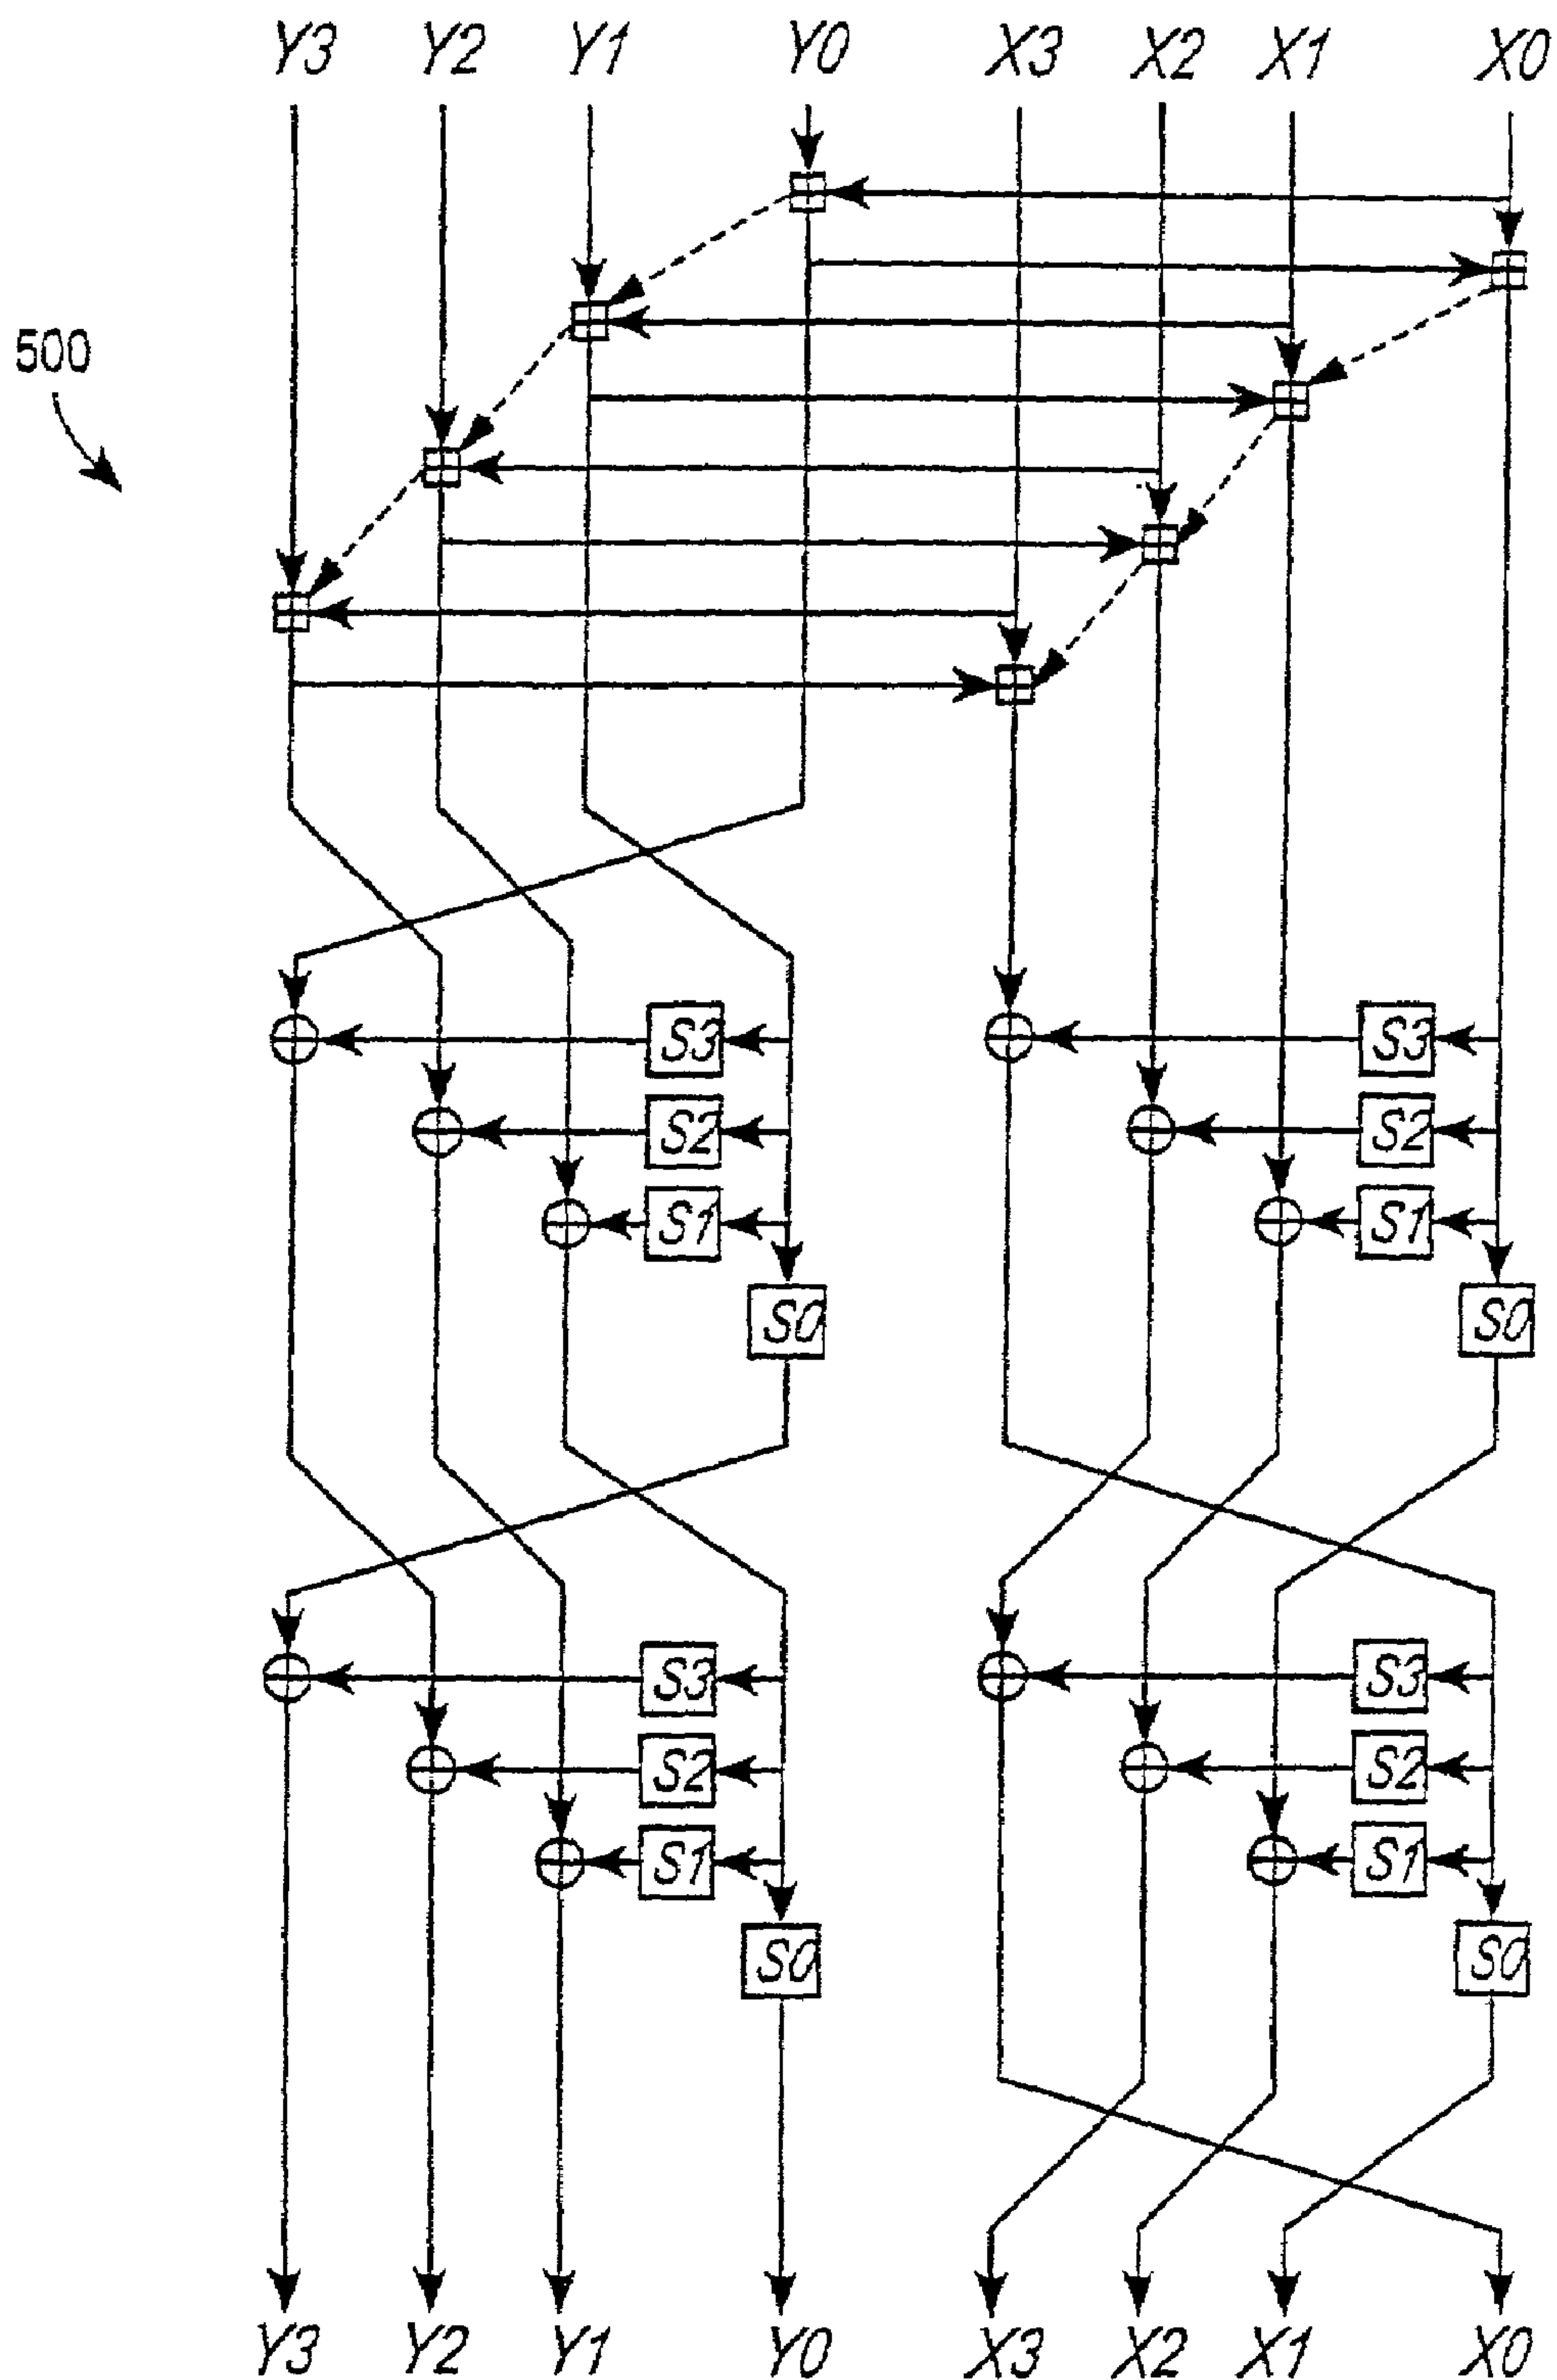 Y3 Y2 Y1 Y0 X3 X2 X1 X0
500
S3 S3
S2 S2
S1 S1
S0 S0
S3 S3
S2 S2
S1 S1
S0 S0
Y3 Y2 Y1 Y0 X3 X2 X1 X0